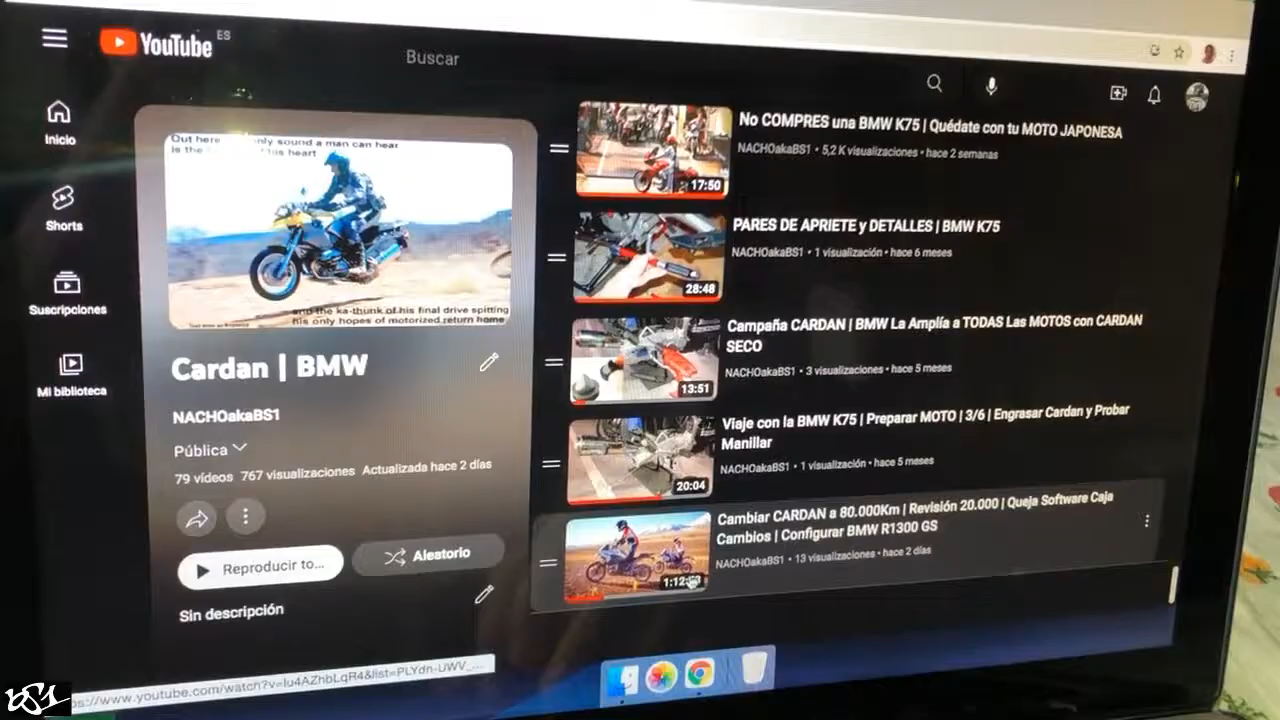 YouTube ES
Buscar
Inicio
Shorts
Suscripciones
Mi biblioteca
Out here nly sound a man can hear
is the his heart
and the ka-thunk of his final drive spitting
his only hopes of motorized return home
Cardan | BMW
NACHOakaBS1
Pública
79 vídeos 767 visualizaciones Actualizada hace 2 días
Reproducir to...
Aleatorio
Sin descripción
No COMPRES una BMW K75 | Quédate con tu MOTO JAPONESA
NACHOakaBS1 • 5,2 K visualizaciones • hace 2 semanas
17:50
PARES DE APRIETE y DETALLES | BMW K75
NACHOakaBS1 • 1 visualización • hace 6 meses
28:48
Campaña CARDAN | BMW La Amplía a TODAS Las MOTOS con CARDAN
SECO
NACHOakaBS1 • 3 visualizaciones • hace 5 meses
13:51
Viaje con la BMW K75 | Preparar MOTO | 3/6 | Engrasar Cardan y Probar
Manillar
NACHOakaBS1 • 1 visualización • hace 5 meses
20:04
Cambiar CARDAN a 80.000Km | Revisión 20.000 | Queja Software Caja
Cambios | Configurar BMW R1300 GS
NACHOakaBS1 • 13 visualizaciones • hace 2 días
1:12:
ps://www.youtube.com/watch?v=lu4AZhbLqR4&list=PLYdn-UWV_...
BS1